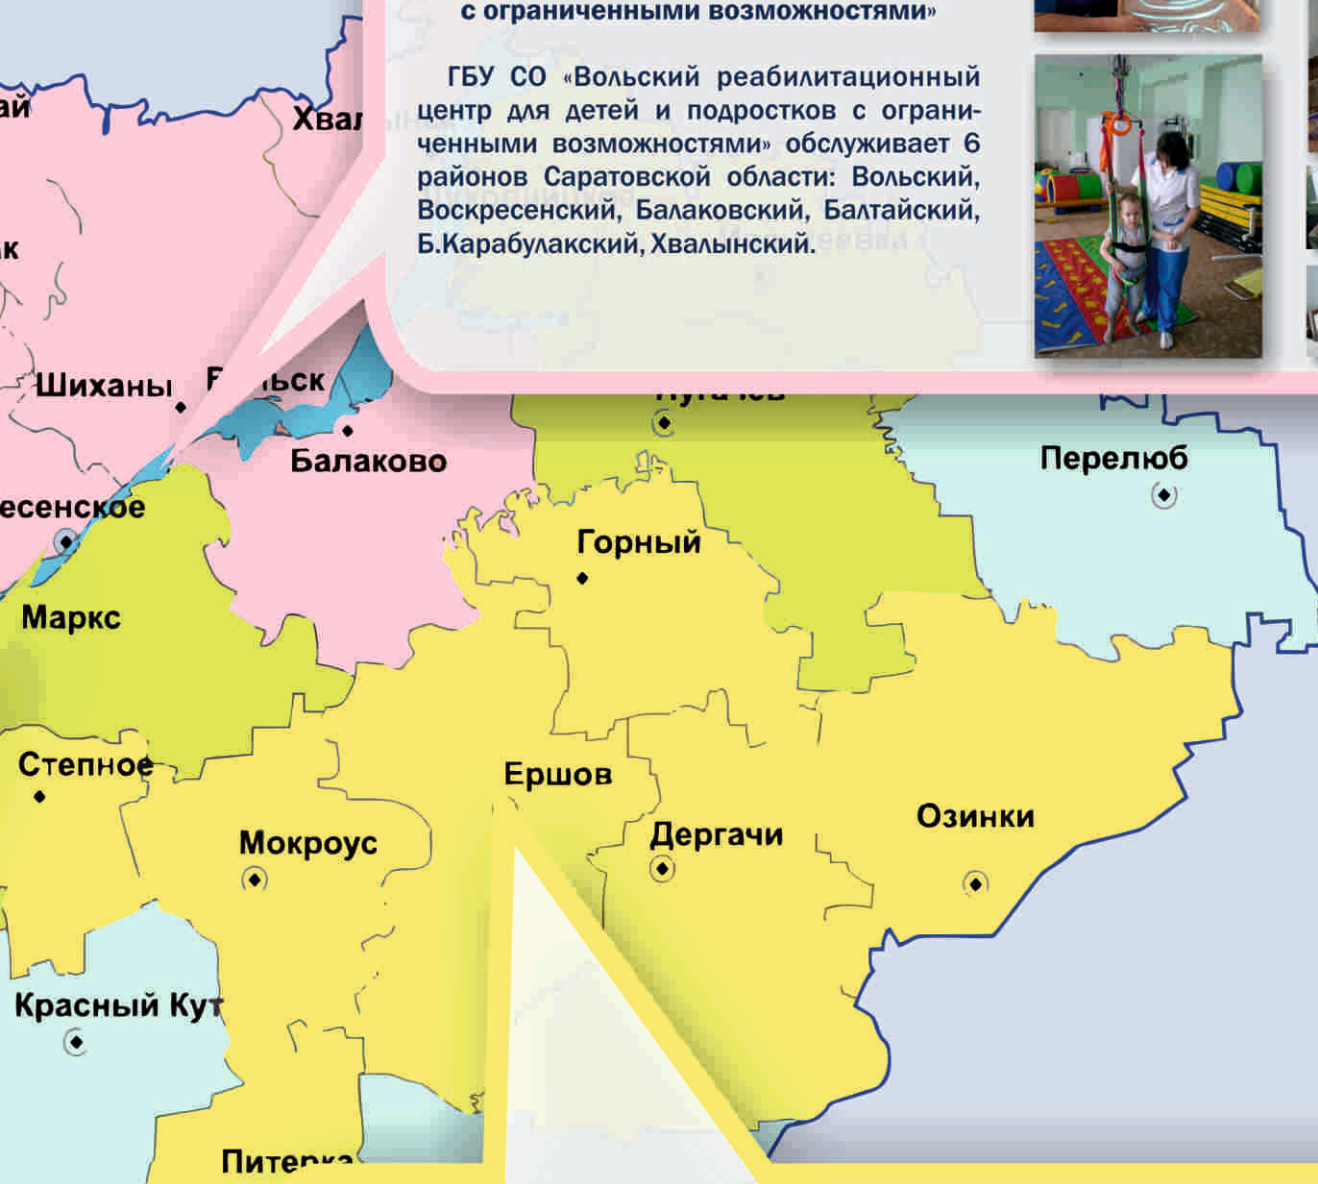 с ограниченными возможностями»
ГБУ СО «Вольский реабилитационный
центр для детей и подростков с ограни-
ченными возможностями» обслуживает 6
районов Саратовской области: Вольский,
Воскресенский, Балаковский, Балтайский,
Б.Карабулакский, Хвалынский.
Шиханы
Балаково
Перелюб
Горный
Маркс
Степное
Ершов
Мокроус
Дергачи
Озинки
Красный Кут
Питерка